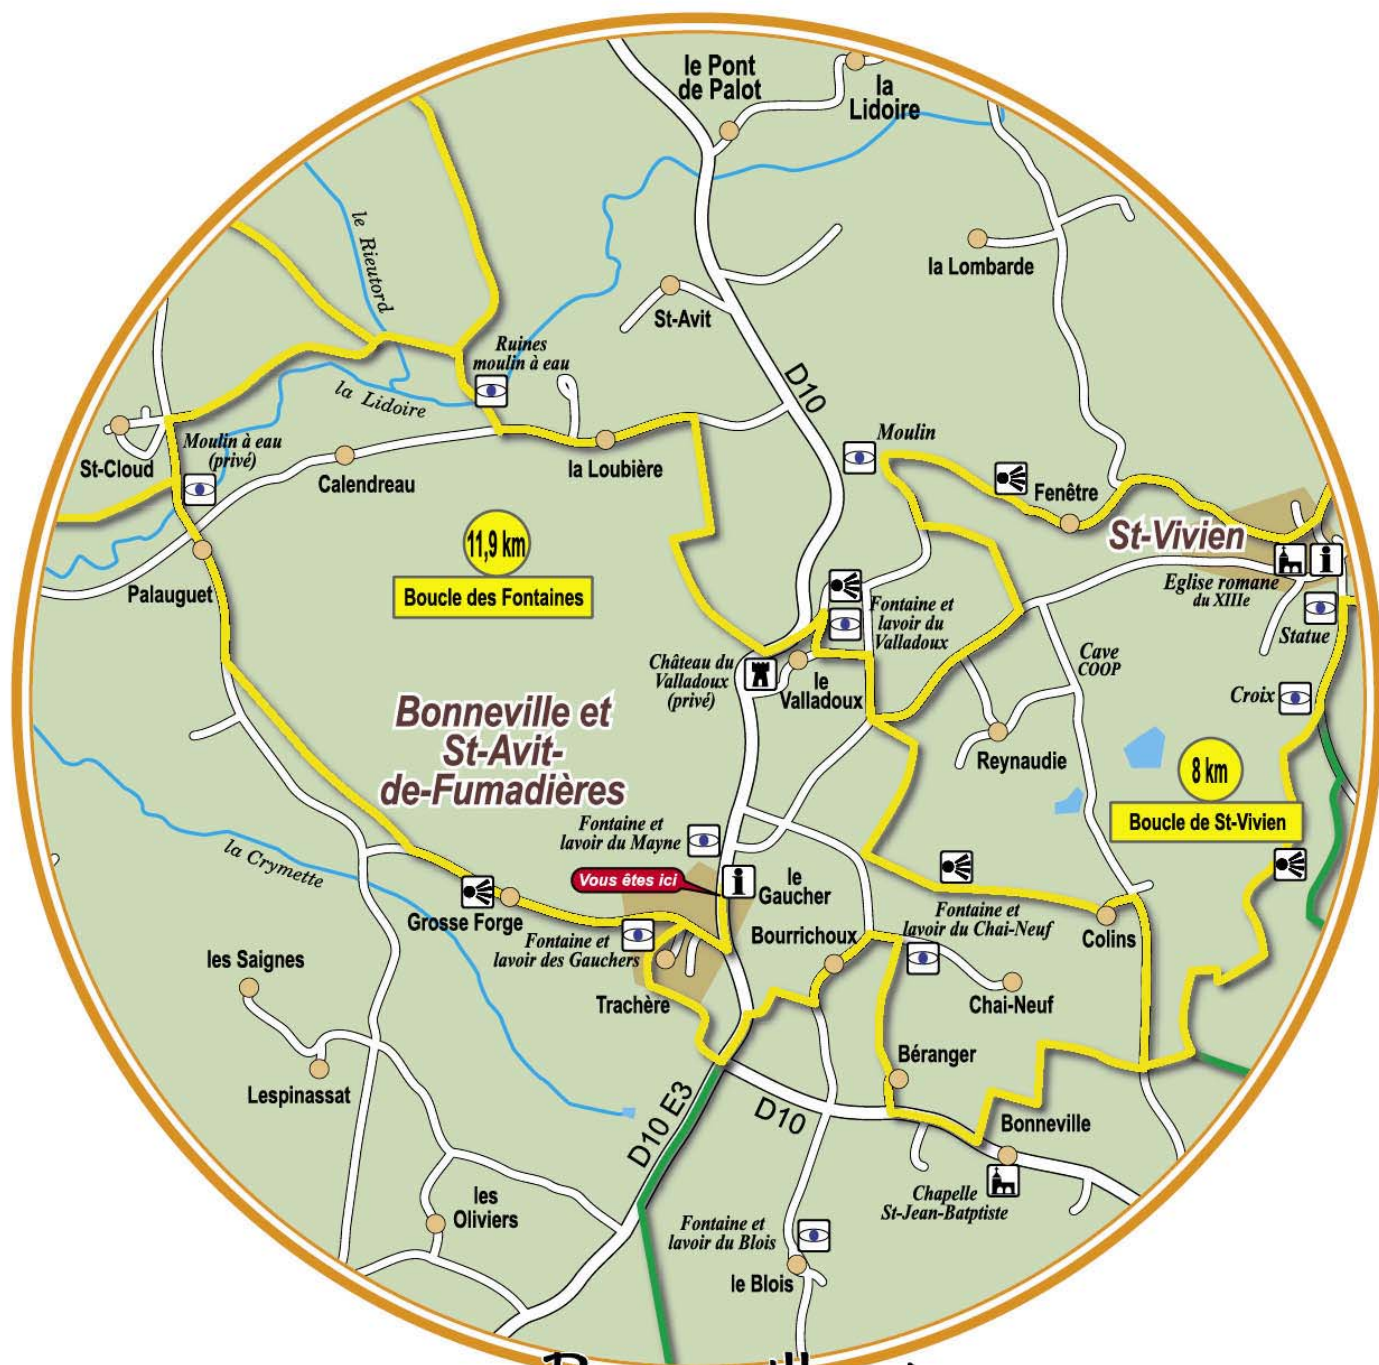 le Pont
de Palot
la
Lidoire
le Rieutord
la Lombarde
St-Avit
Ruines
moulin à eau
D10
la Lidoire
Moulin
Moulin à eau
(privé)
St-Cloud
Calendreau
la Loubière
Fenêtre
St-Vivien
11,9 km
Boucle des Fontaines
Palauguet
Eglise romane
du XIIIe
i
Fontaine et
lavoir du
Valladoux
Statue
Château du
Valladoux
(privé)
le
Valladoux
Cave
COOP
Croix
Bonneville et
St-Avit-
de-Fumadières
Reynaudie
8 km
Boucle de St-Vivien
Fontaine et
lavoir du Mayne
la Crymette
Vous êtes ici
i
le
Gaucher
Grosse Forge
Fontaine et
lavoir du Chai-Neuf
Colins
Bourrichoux
Fontaine et
lavoir des Gauchers
les Saignes
Trachère
Chai-Neuf
Béranger
Lespinassat
D10 E3
D10
Bonneville
Chapelle
St-Jean-Batptiste
les
Oliviers
Fontaine et
lavoir du Blois
le Blois